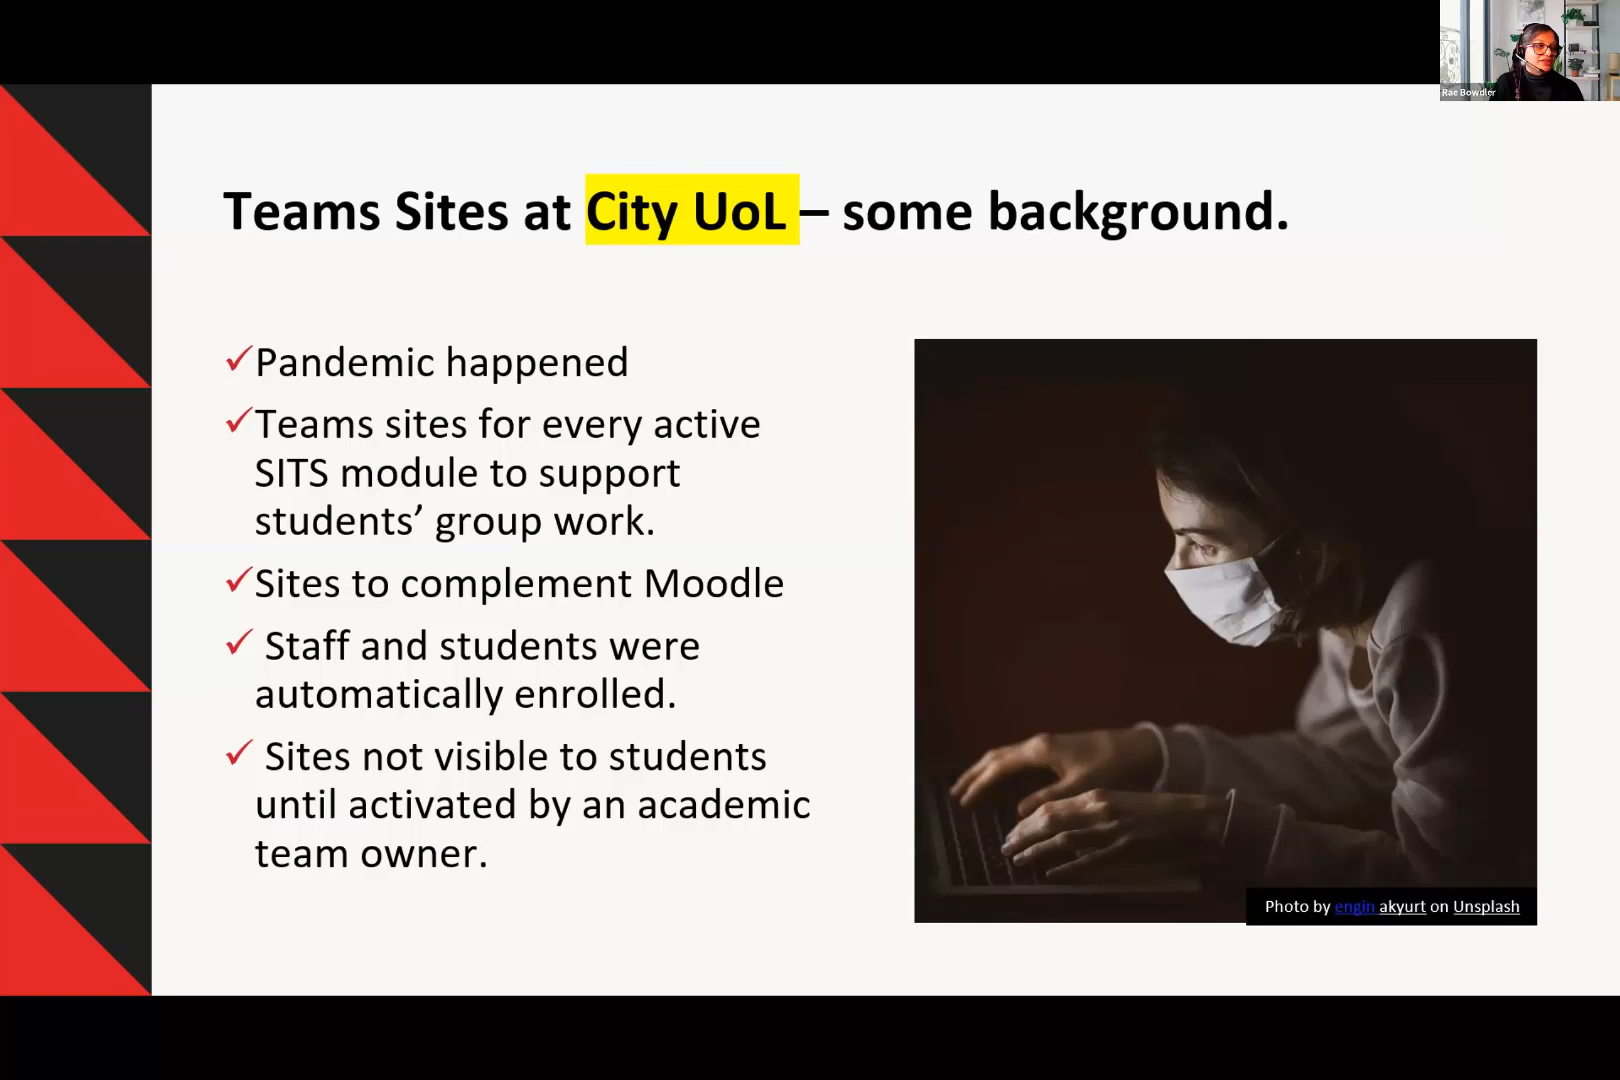 Rae Bowdler
Teams Sites at City UoL – some background.
✓Pandemic happened
✓Teams sites for every active
SITS module to support
students’ group work.
✓Sites to complement Moodle
✓ Staff and students were
automatically enrolled.
✓ Sites not visible to students
until activated by an academic
team owner.
Photo by engin akyurt on Unsplash